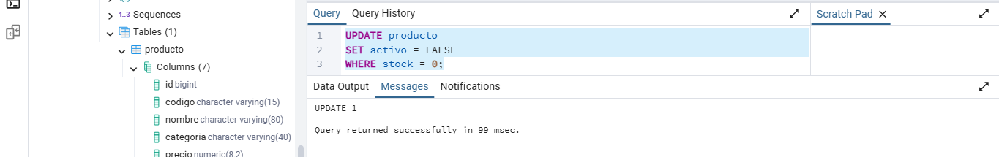 1..3 Sequences
Tables (1)
producto
Columns (7)
id bigint
codigo character varying(15)
nombre character varying(80)
categoria character varying(40)
precio numeric(8,2)
Query Query History
1 UPDATE producto
2 SET activo = FALSE
3 WHERE stock = 0;
Scratch Pad
Data Output Messages Notifications
UPDATE 1
Query returned successfully in 99 msec.